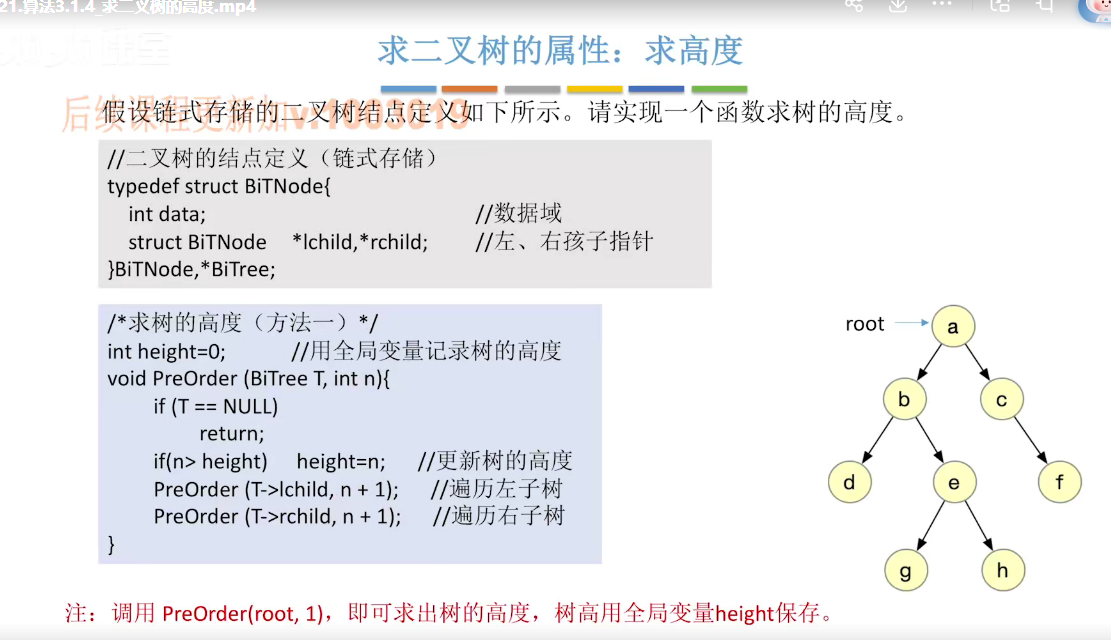 21.算法3.1.4_求二叉树的高度.mp4
求二叉树的属性：求高度
假设链式存储的二叉树结点定义如下所示。请实现一个函数求树的高度。
后续课程更新加
//二叉树的结点定义（链式存储）
typedef struct BiTNode{
int data; //数据域
struct BiTNode *lchild,*rchild; //左、右孩子指针
}BiTNode,*BiTree;
/*求树的高度（方法一）*/
int height=0; //用全局变量记录树的高度
void PreOrder (BiTree T, int n){
if (T == NULL)
return;
if(n> height) height=n; //更新树的高度
PreOrder (T->lchild, n + 1); //遍历左子树
PreOrder (T->rchild, n + 1); //遍历右子树
}
root a
b c
d e f
g h
注：调用 PreOrder(root, 1)，即可求出树的高度，树高用全局变量height保存。